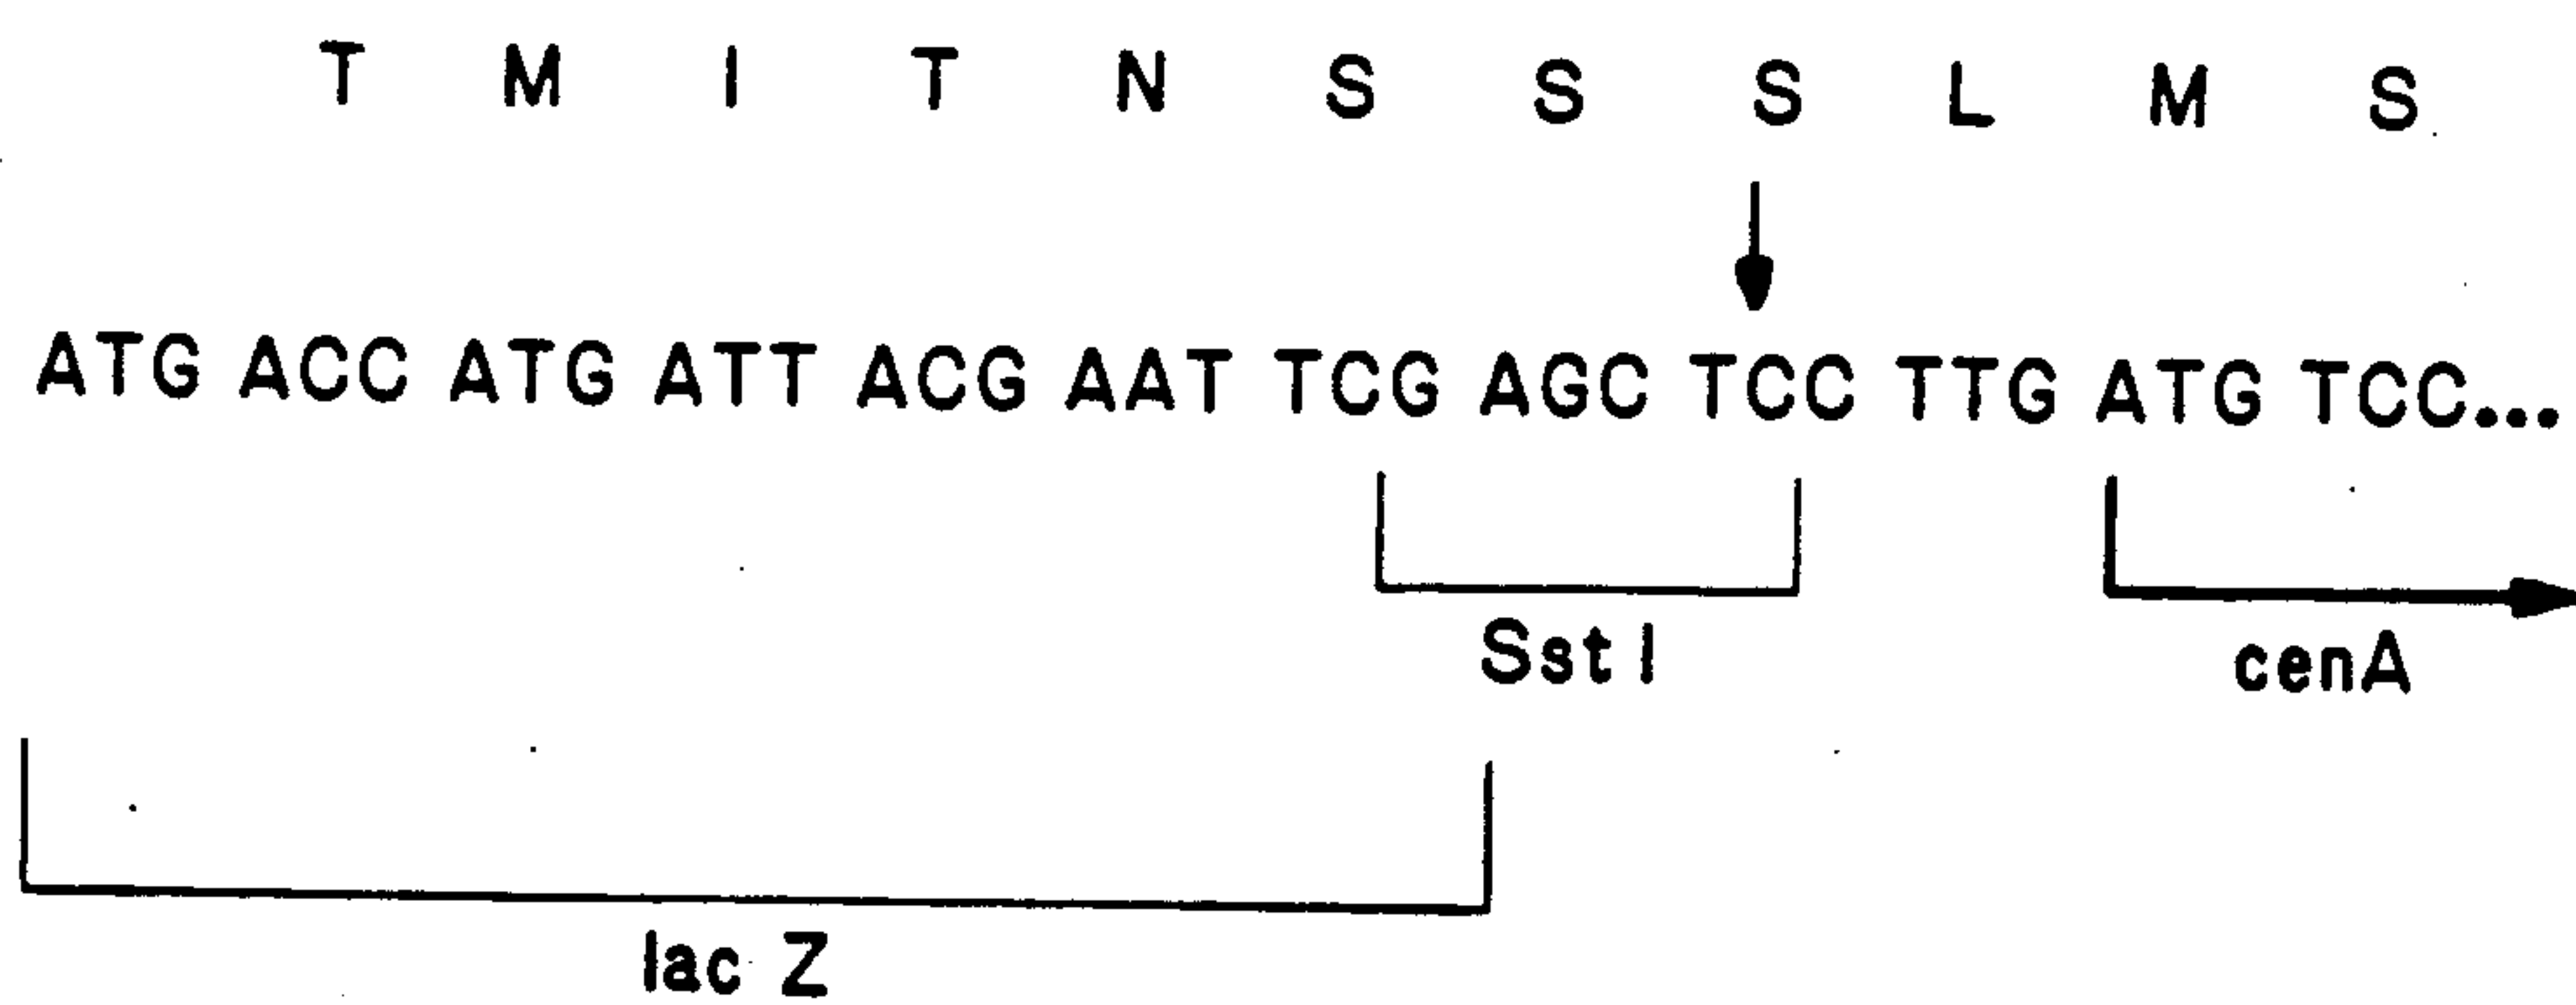 T M I T N S S S L M S
ATG ACC ATG ATT ACG AAT TCG AGC TCC TTG ATG TCC...
Sst I
cenA
lac Z